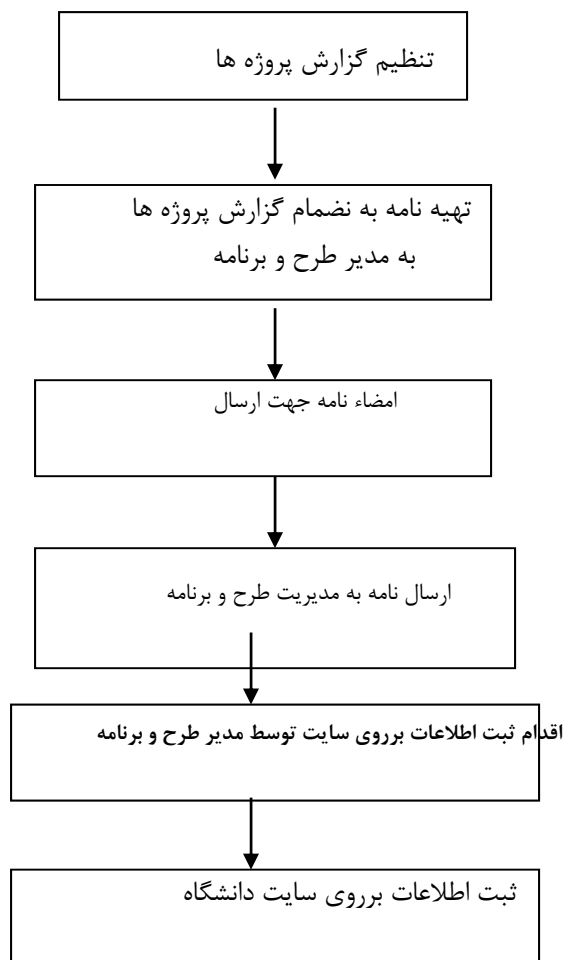 تنظیم گزارش پروژه ها
تهیه نامه به نضمام گزارش پروژه ها
به مدیر طرح و برنامه
امضاء نامه جهت ارسال
ارسال نامه به مدیریت طرح و برنامه
اقدام ثبت اطلاعات برروی سایت توسط مدیر طرح و برنامه
ثبت اطلاعات برروی سایت دانشگاه